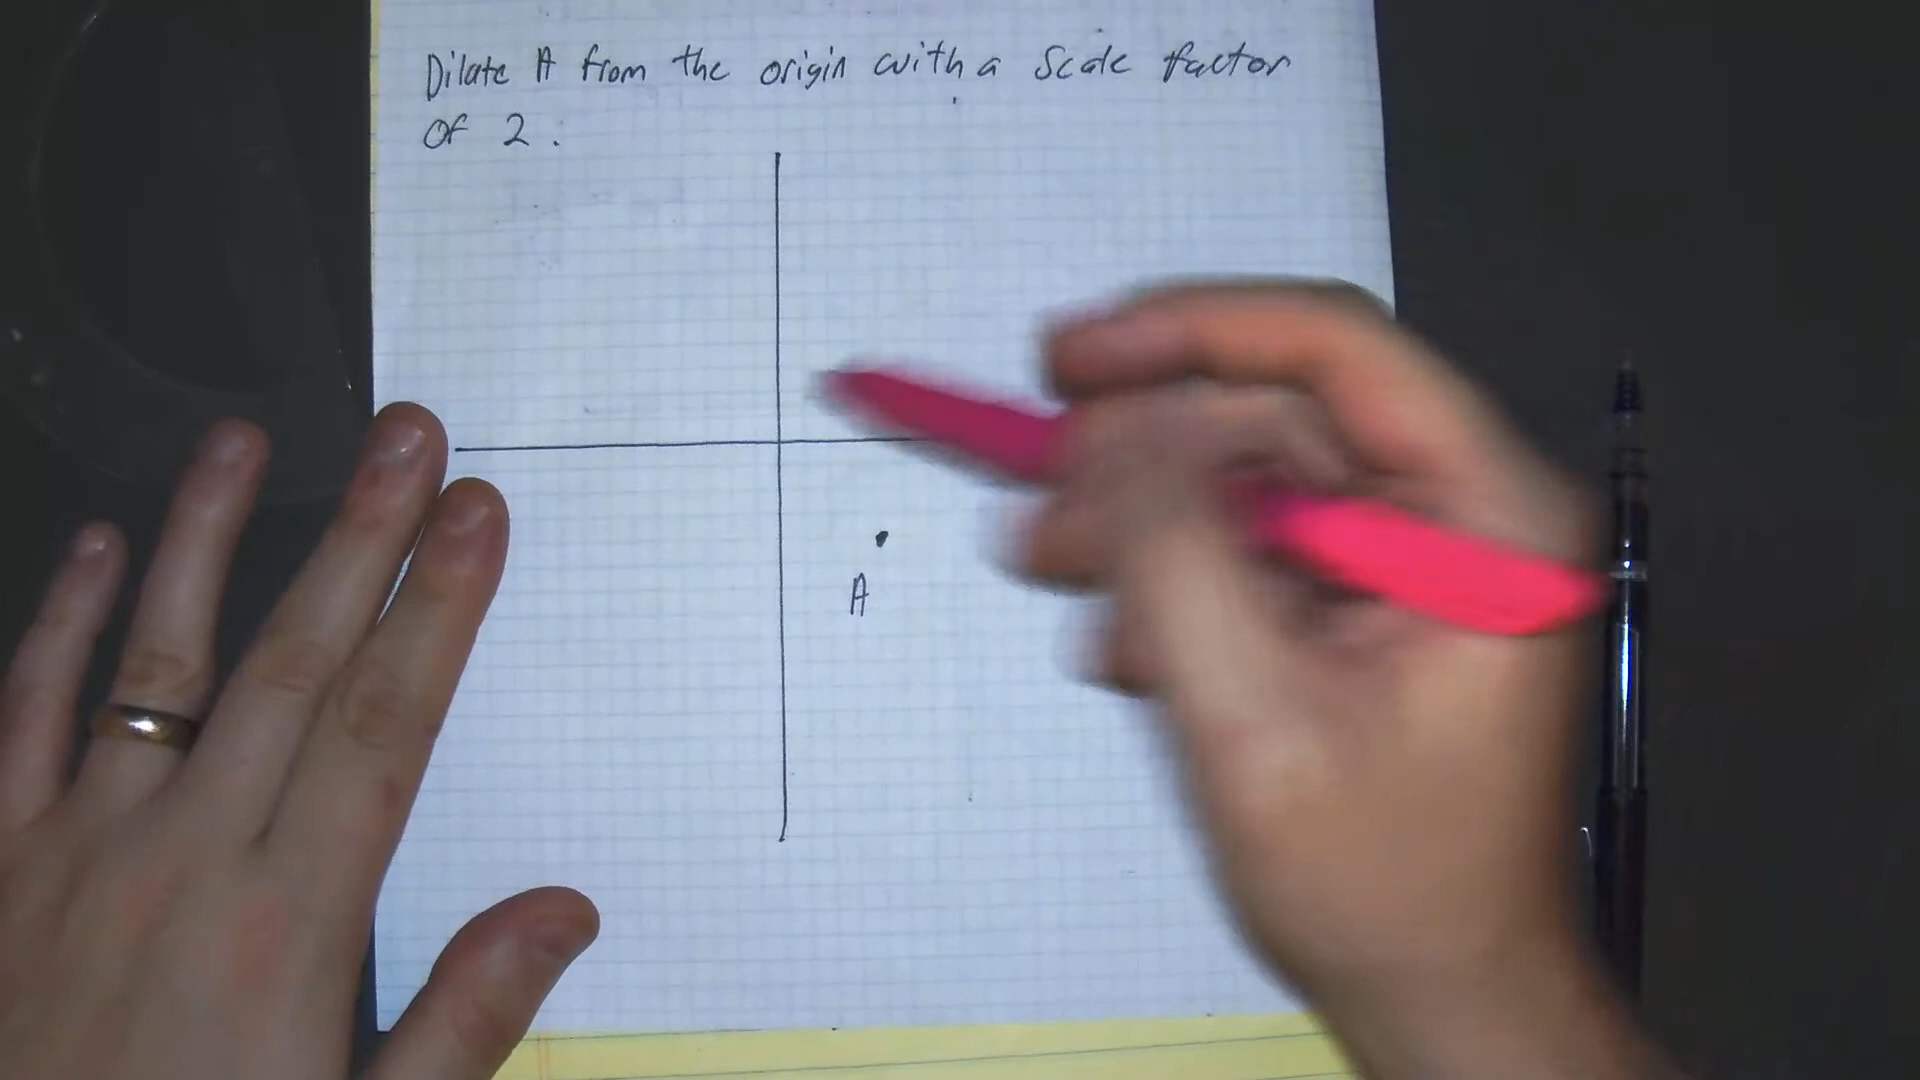 Dilate A from the origin with a Scale factor
of 2.
A